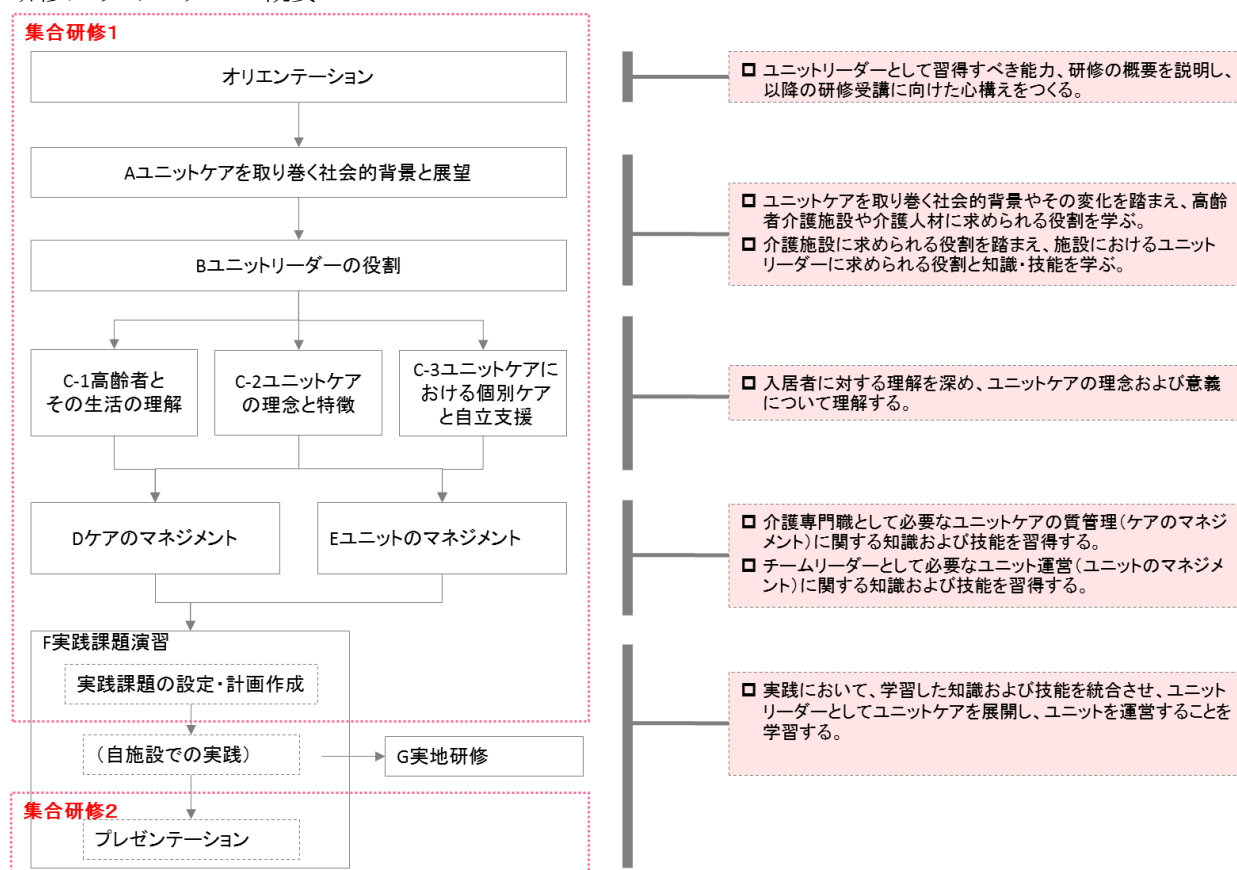 集合研修1
オリエンテーション
Aユニットケアを取り巻く社会的背景と展望
Bユニットリーダーの役割
C-1高齢者と
その生活の理解
C-2ユニットケア
の理念と特徴
C-3ユニットケアに
おける個別ケア
と自立支援
Dケアのマネジメント
Eユニットのマネジメント
F実践課題演習
実践課題の設定・計画作成
(自施設での実践)
G実地研修
集合研修2
プレゼンテーション
ユニットリーダーとして習得すべき能力、研修の概要を説明し、
以降の研修受講に向けた心構えをつくる。
ユニットケアを取り巻く社会的背景やその変化を踏まえ、高齢
者介護施設や介護人材に求められる役割を学ぶ。
介護施設に求められる役割を踏まえ、施設におけるユニット
リーダーに求められる役割と知識・技能を学ぶ。
入居者に対する理解を深め、ユニットケアの理念および意義
について理解する。
介護専門職として必要なユニットケアの質管理(ケアのマネジ
メント)に関する知識および技能を習得する。
チームリーダーとして必要なユニット運営(ユニットのマネジメ
ント)に関する知識および技能を習得する。
実践において、学習した知識および技能を統合させ、ユニット
リーダーとしてユニットケアを展開し、ユニットを運営することを
学習する。